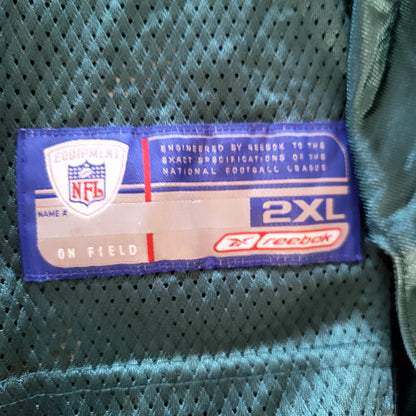 EQUIPMENT
NFL
ENGINEERED BY REEBOK TO THE
EXACT SPECIFICATIONS OF THE
NATIONAL FOOTBALL LEAGUE
NAME #
2XL
ON FIELD
Reebok